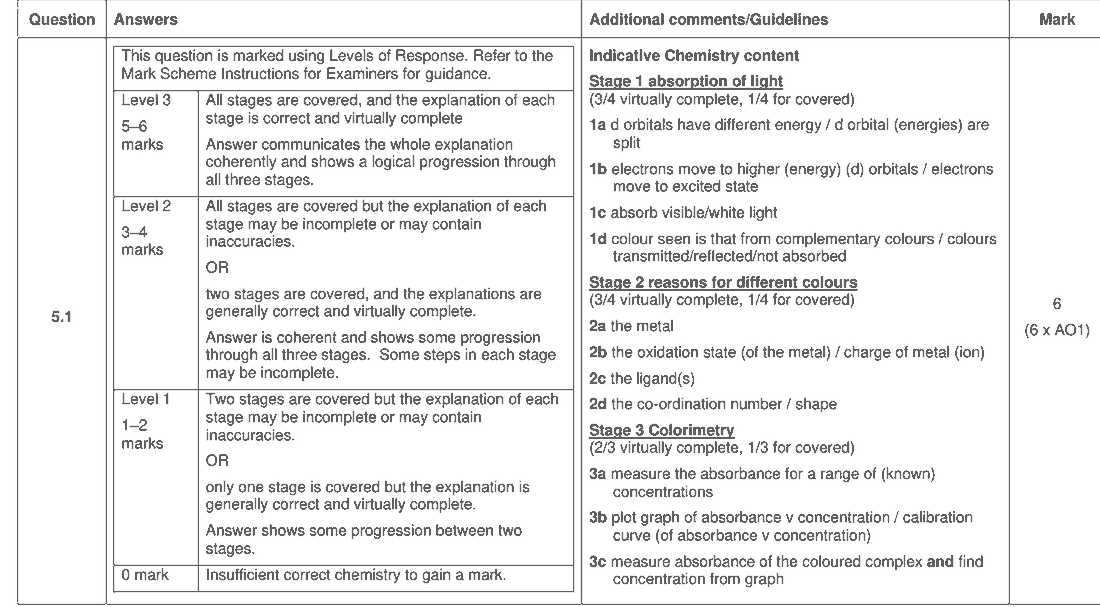 Question Answers Additional comments/Guidelines Mark
5.1
This question is marked using Levels of Response. Refer to the
Mark Scheme Instructions for Examiners for guidance.
Level 3
5–6
marks
All stages are covered, and the explanation of each
stage is correct and virtually complete
Answer communicates the whole explanation
coherently and shows a logical progression through
all three stages.
Level 2
3–4
marks
All stages are covered but the explanation of each
stage may be incomplete or may contain
inaccuracies.
OR
two stages are covered, and the explanations are
generally correct and virtually complete.
Answer is coherent and shows some progression
through all three stages. Some steps in each stage
may be incomplete.
Level 1
1–2
marks
Two stages are covered but the explanation of each
stage may be incomplete or may contain
inaccuracies.
OR
only one stage is covered but the explanation is
generally correct and virtually complete.
Answer shows some progression between two
stages.
0 mark Insufficient correct chemistry to gain a mark.
Indicative Chemistry content
Stage 1 absorption of light
(3/4 virtually complete, 1/4 for covered)
1a d orbitals have different energy / d orbital (energies) are
split
1b electrons move to higher (energy) (d) orbitals / electrons
move to excited state
1c absorb visible/white light
1d colour seen is that from complementary colours / colours
transmitted/reflected/not absorbed
Stage 2 reasons for different colours
(3/4 virtually complete, 1/4 for covered)
2a the metal
2b the oxidation state (of the metal) / charge of metal (ion)
2c the ligand(s)
2d the co-ordination number / shape
Stage 3 Colorimetry
(2/3 virtually complete, 1/3 for covered)
3a measure the absorbance for a range of (known)
concentrations
3b plot graph of absorbance v concentration / calibration
curve (of absorbance v concentration)
3c measure absorbance of the coloured complex and find
concentration from graph
6
(6 x AO1)